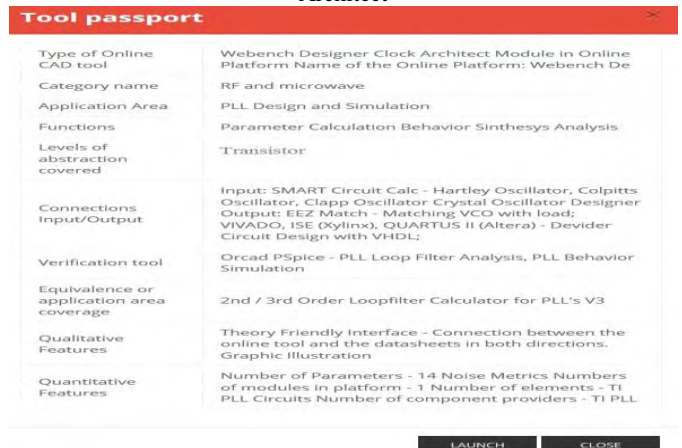 Architect
Tool passport
×
Type of Online
CAD tool
Webench Designer Clock Architect Module in Online
Platform Name of the Online Platform: Webench De
Category name
RF and microwave
Application Area
PLL Design and Simulation
Functions
Parameter Calculation Behavior Sinthesys Analysis
Levels of
abstraction
covered
Transistor
Connections
Input/Output
Input: SMART Circuit Calc - Hartley Oscillator, Colpitts
Oscillator, Clapp Oscillator Crystal Oscillator Designer
Output: EEZ Match - Matching VCO with load;
VIVADO, ISE (Xylinx), QUARTUS II (Altera) - Devider
Circuit Design with VHDL;
Verification tool
Orcad PSpice - PLL Loop Filter Analysis, PLL Behavior
Simulation
Equivalence or
application area
coverage
2nd / 3rd Order Loopfilter Calculator for PLL's V3
Qualitative
Features
Theory Friendly Interface - Connection between the
online tool and the datasheets in both directions.
Graphic Illustration
Quantitative
Features
Number of Parameters - 14 Noise Metrics Numbers
of modules in platform - 1 Number of elements - TI
PLL Circuits Number of component providers - TI PLL
LAUNCH
CLOSE